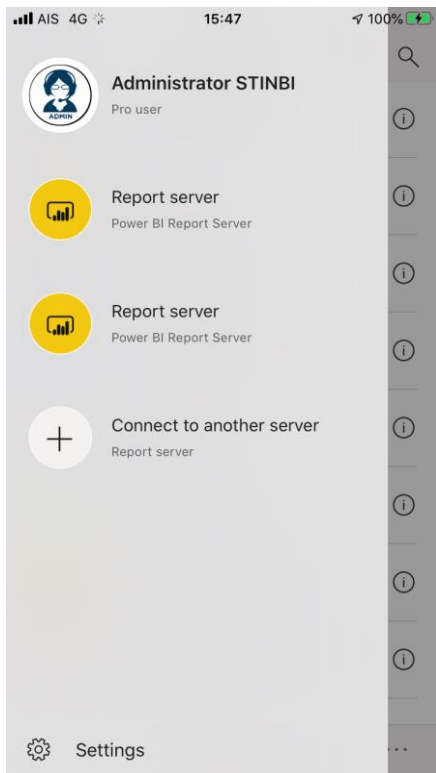 AIS 4G 15:47 100%
Administrator STINBI
Pro user
ADMIN
Report server
Power BI Report Server
Report server
Power BI Report Server
Connect to another server
Report server
Settings